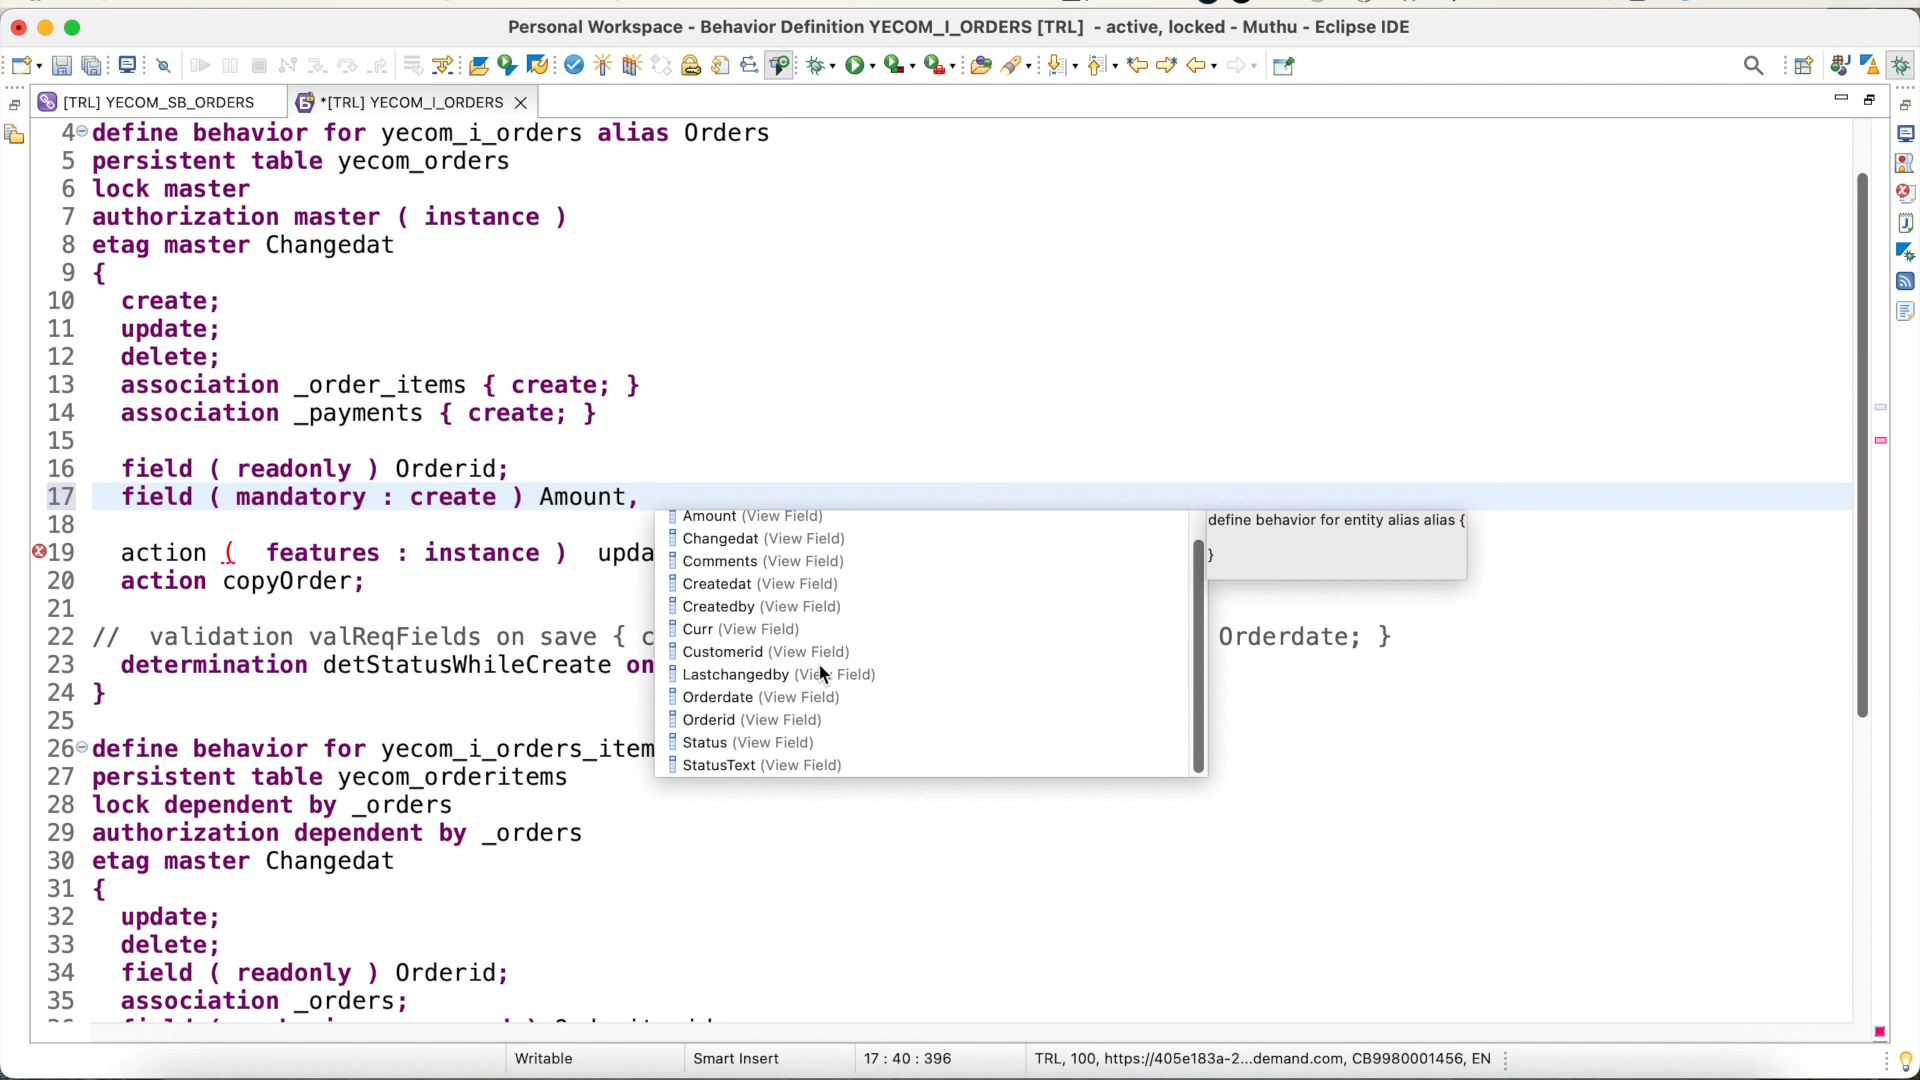 Personal Workspace - Behavior Definition YECOM_I_ORDERS [TRL] - active, locked - Muthu - Eclipse IDE
[TRL] YECOM_SB_ORDERS
*[TRL] YECOM_I_ORDERS
4 define behavior for yecom_i_orders alias Orders
5 persistent table yecom_orders
6 lock master
7 authorization master ( instance )
8 etag master Changedat
9 {
10 create;
11 update;
12 delete;
13 association _order_items { create; }
14 association _payments { create; }
15
16 field ( readonly ) Orderid;
17 field ( mandatory : create ) Amount,
18
19 action ( features : instance ) upda
20 action copyOrder;
21
22 // validation valReqFields on save { c Orderdate; }
23 determination detStatusWhileCreate on
24 }
25
26 define behavior for yecom_i_orders_item
27 persistent table yecom_orderitems
28 lock dependent by _orders
29 authorization dependent by _orders
30 etag master Changedat
31 {
32 update;
33 delete;
34 field ( readonly ) Orderid;
35 association _orders;
Amount (View Field)
Changedat (View Field)
Comments (View Field)
Createdat (View Field)
Createdby (View Field)
Curr (View Field)
Customerid (View Field)
Lastchangedby (View Field)
Orderdate (View Field)
Orderid (View Field)
Status (View Field)
StatusText (View Field)
define behavior for entity alias alias {
}
Writable
Smart Insert
17 : 40 : 396
TRL, 100, https://405e183a-2...demand.com, CB9980001456, EN